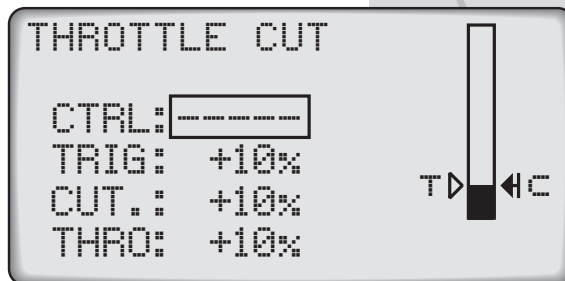 THROTTLE CUT
CTRL: -----
TRIG: +10%
CUT.: +10%
THRO: +10%
T C